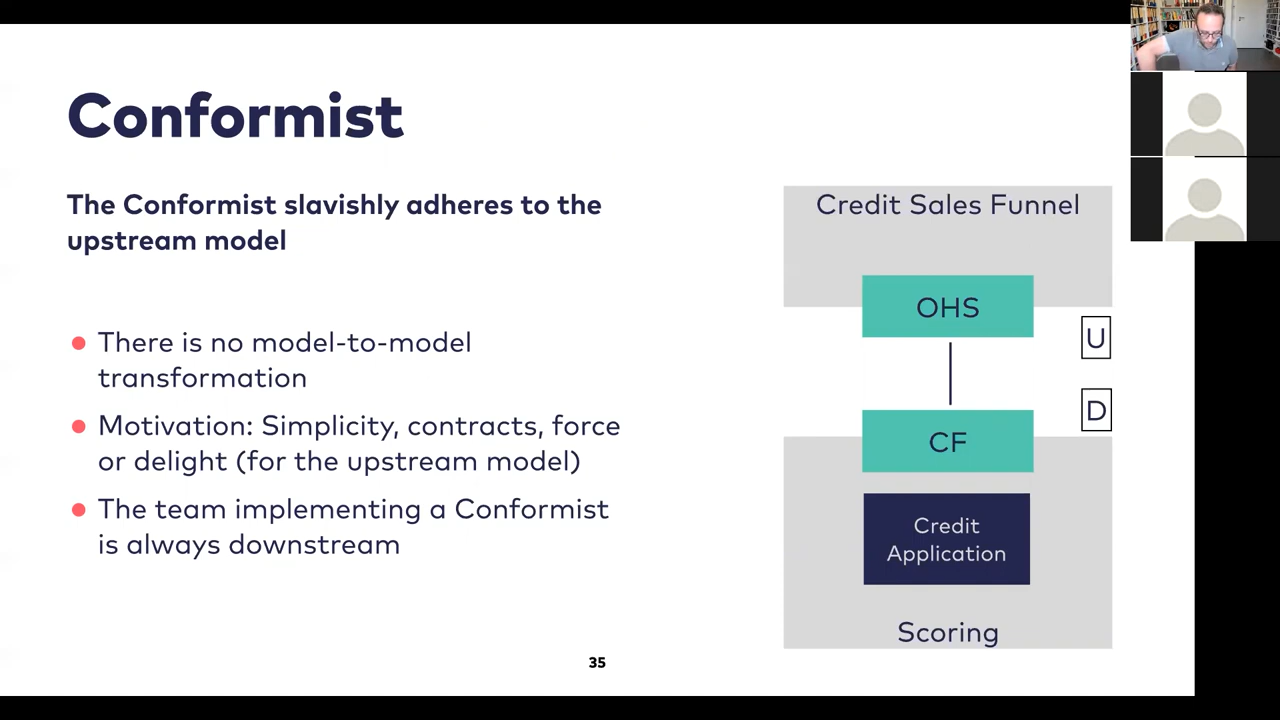 Conformist
The Conformist slavishly adheres to the
upstream model
There is no model-to-model
transformation
Motivation: Simplicity, contracts, force
or delight (for the upstream model)
The team implementing a Conformist
is always downstream
Credit Sales Funnel
OHS
U
D
CF
Credit
Application
Scoring
35